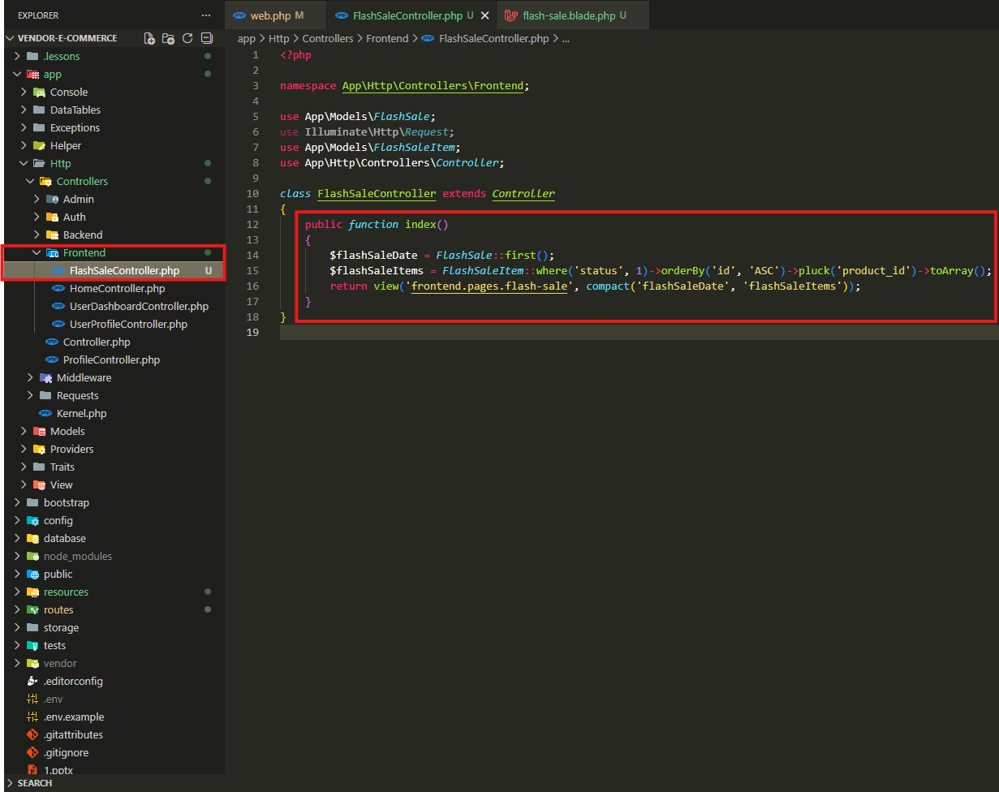 EXPLORER
VENDOR-E-COMMERCE
.lessons
app
Console
DataTables
Exceptions
Helper
Http
Controllers
Admin
Auth
Backend
Frontend
FlashSaleController.php U
HomeController.php
UserDashboardController.php
UserProfileController.php
Controller.php
ProfileController.php
Middleware
Requests
Kernel.php
Models
Providers
Traits
View
bootstrap
config
database
node_modules
public
resources
routes
storage
tests
vendor
.editorconfig
.env
.env.example
.gitattributes
.gitignore
1.pptx
SEARCH
web.php M FlashSaleController.php U flash-sale.blade.php U
app > Http > Controllers > Frontend > FlashSaleController.php > ...
1 <?php
2
3 namespace App\Http\Controllers\Frontend;
4
5 use App\Models\FlashSale;
6 use Illuminate\Http\Request;
7 use App\Models\FlashSaleItem;
8 use App\Http\Controllers\Controller;
9
10 class FlashSaleController extends Controller
11 {
12 public function index()
13 {
14 $flashSaleDate = FlashSale::first();
15 $flashSaleItems = FlashSaleItem::where('status', 1)->orderBy('id', 'ASC')->pluck('product_id')->toArray();
16 return view('frontend.pages.flash-sale', compact('flashSaleDate', 'flashSaleItems'));
17 }
18 }
19